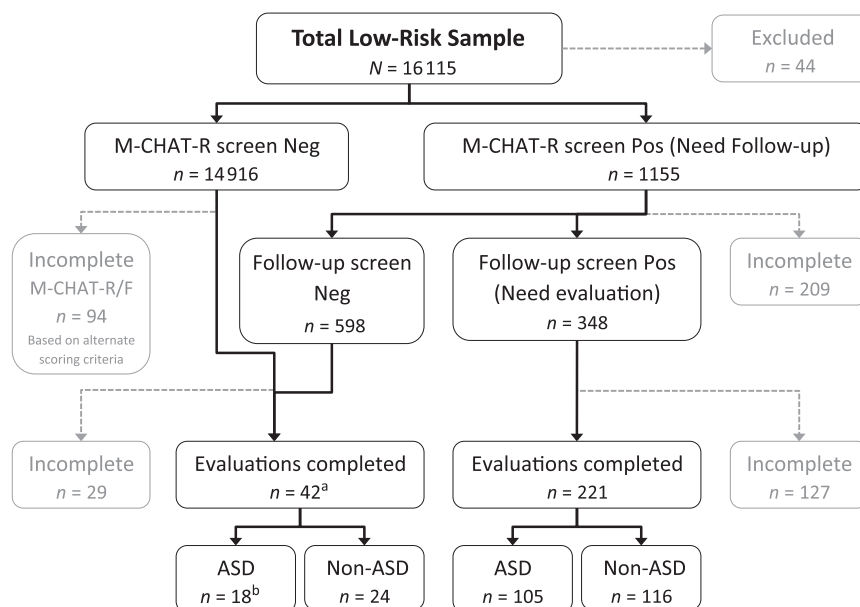 Total Low-Risk Sample
N = 16 115
Excluded
n = 44
M-CHAT-R screen Neg
n = 14 916
M-CHAT-R screen Pos (Need Follow-up)
n = 1155
Incomplete
M-CHAT-R/F
n = 94
Based on alternate
scoring criteria
Follow-up screen
Neg
n = 598
Follow-up screen Pos
(Need evaluation)
n = 348
Incomplete
n = 209
Incomplete
n = 29
Evaluations completed
n = 42ᵃ
Evaluations completed
n = 221
Incomplete
n = 127
ASD
n = 18ᵇ
Non-ASD
n = 24
ASD
n = 105
Non-ASD
n = 116